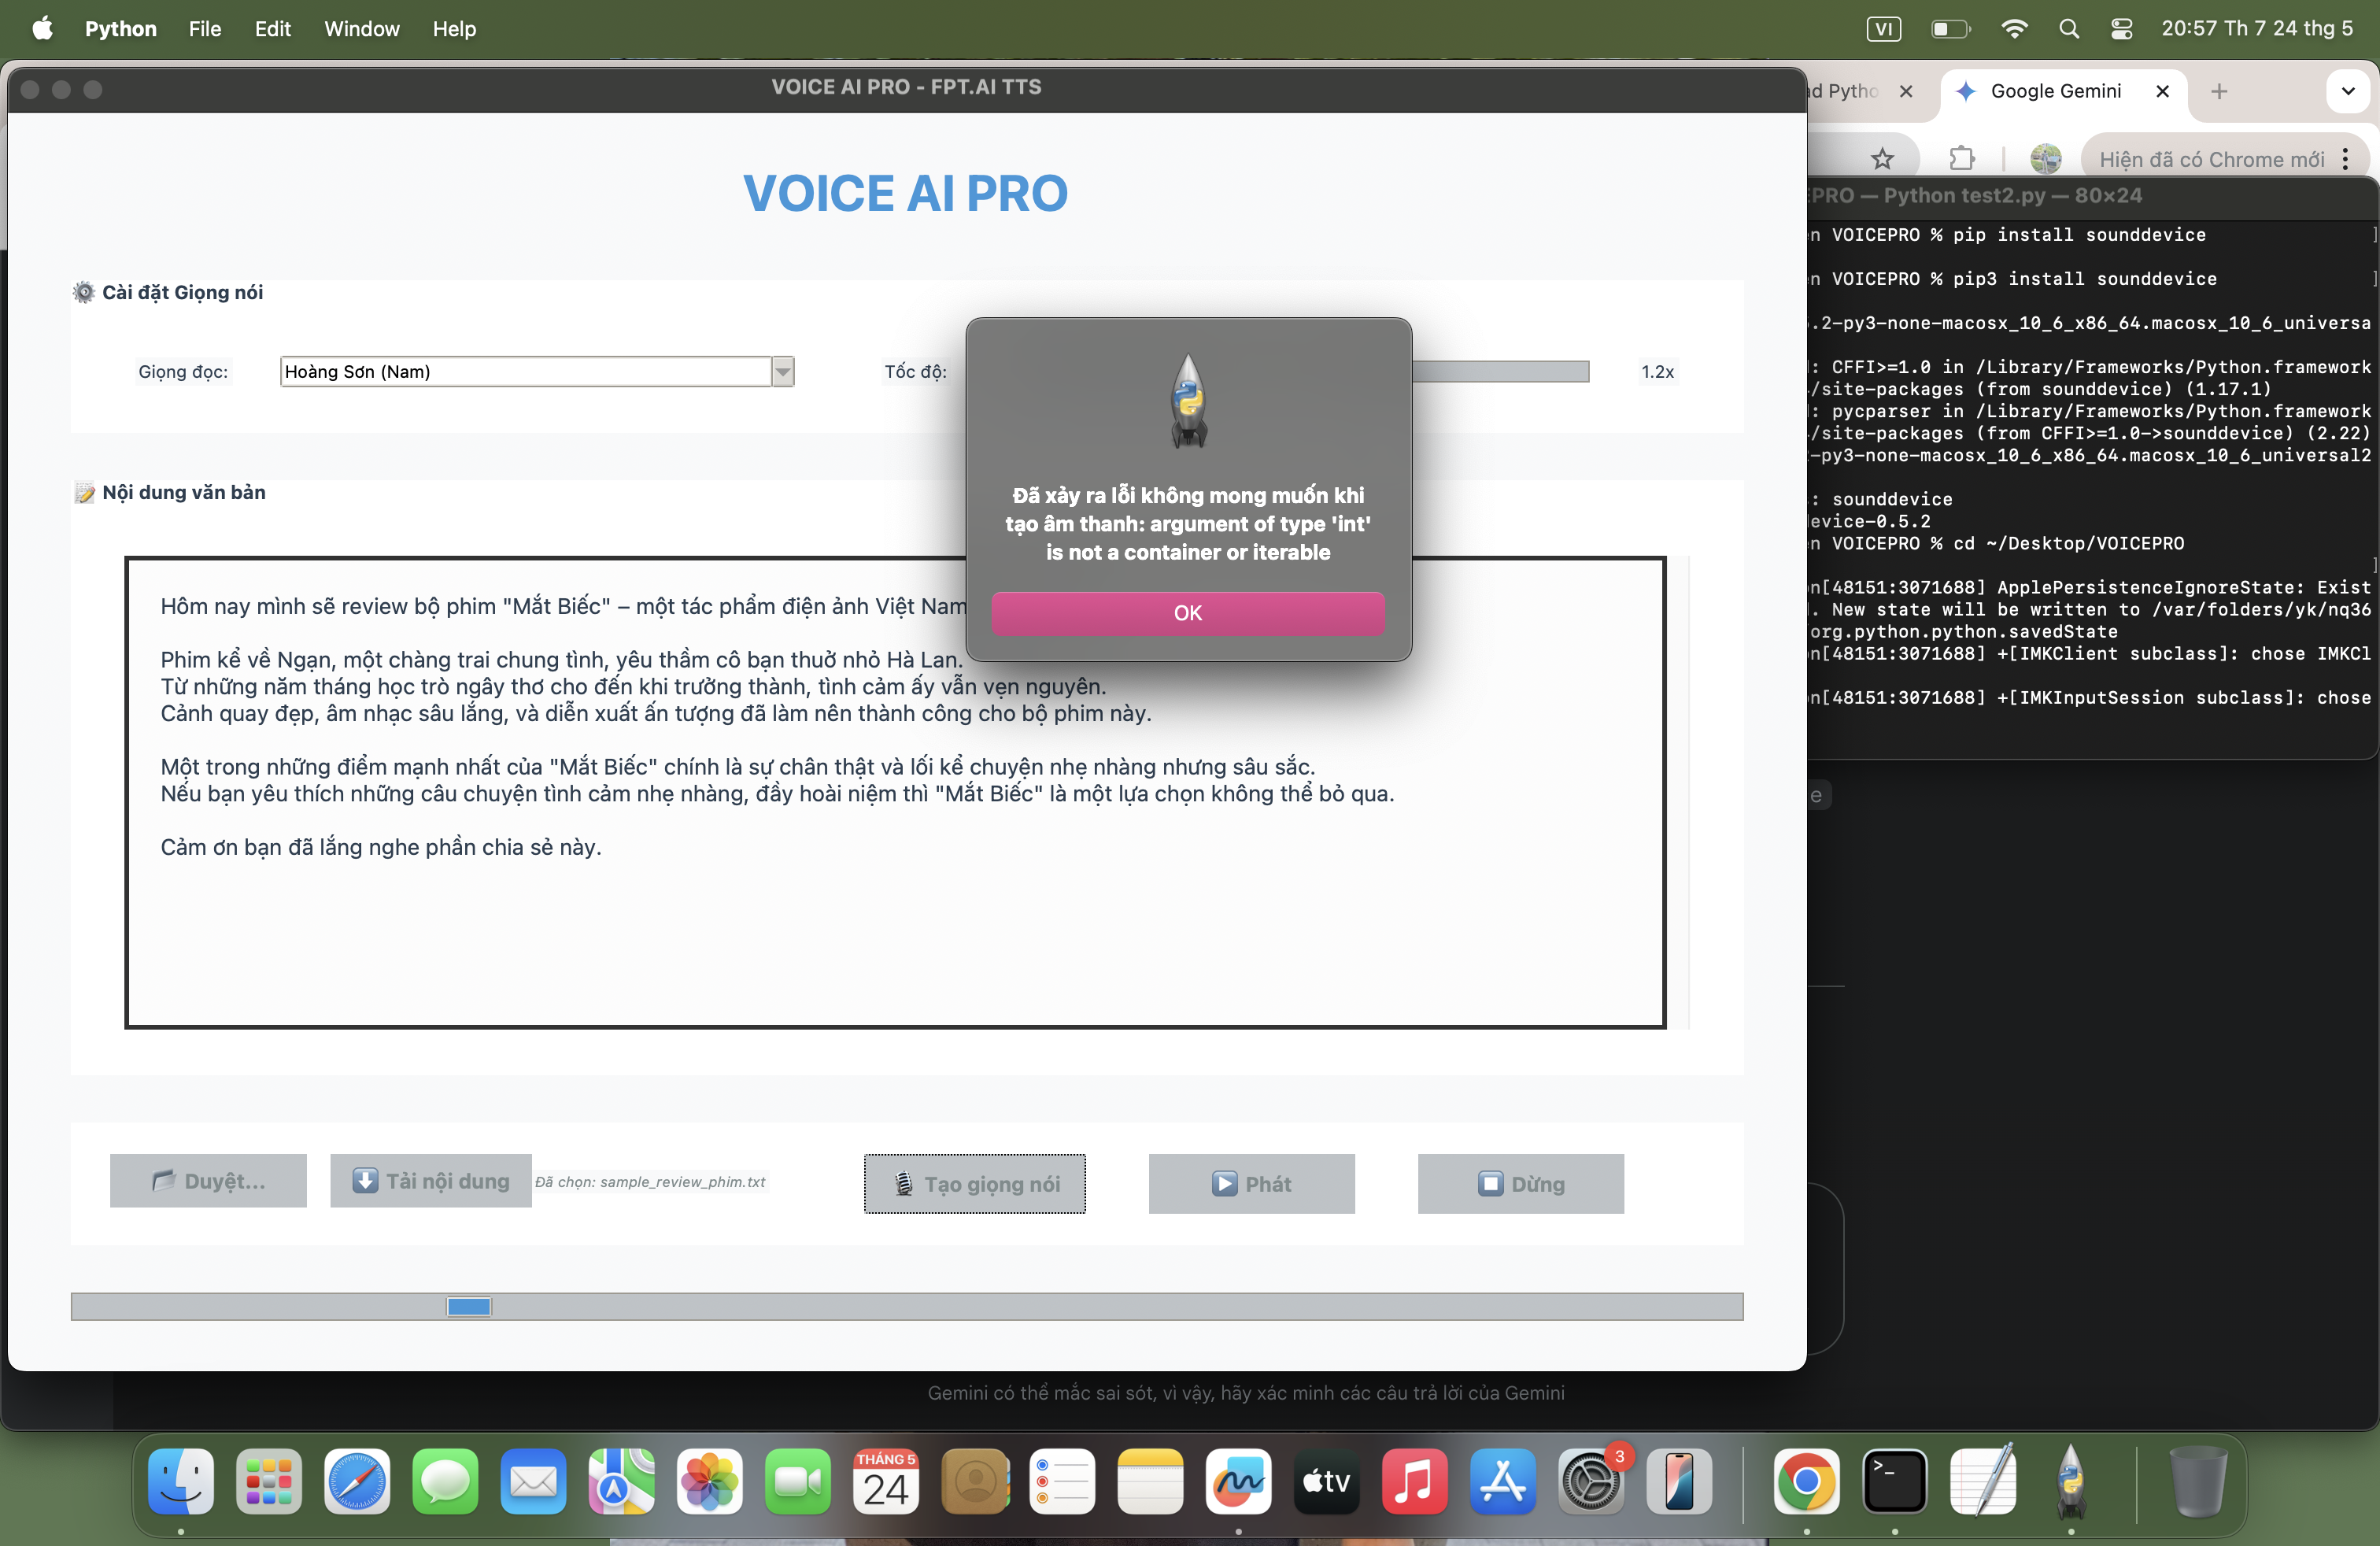 Python File Edit Window Help VI 20:57 Th 7 24 thg 5
VOICE AI PRO - FPT.AI TTS
Google Gemini
Hiện đã có Chrome mới
VOICE AI PRO
Cài đặt Giọng nói
Giọng đọc: Hoàng Sơn (Nam) Tốc độ: 1.2x
Nội dung văn bản
Hôm nay mình sẽ review bộ phim "Mắt Biếc" – một tác phẩm điện ảnh Việt Nam
Phim kể về Ngạn, một chàng trai chung tình, yêu thầm cô bạn thuở nhỏ Hà Lan.
Từ những năm tháng học trò ngây thơ cho đến khi trưởng thành, tình cảm ấy vẫn vẹn nguyên.
Cảnh quay đẹp, âm nhạc sâu lắng, và diễn xuất ấn tượng đã làm nên thành công cho bộ phim này.
Một trong những điểm mạnh nhất của "Mắt Biếc" chính là sự chân thật và lối kể chuyện nhẹ nhàng nhưng sâu sắc.
Nếu bạn yêu thích những câu chuyện tình cảm nhẹ nhàng, đầy hoài niệm thì "Mắt Biếc" là một lựa chọn không thể bỏ qua.
Cảm ơn bạn đã lắng nghe phần chia sẻ này.
Đã xảy ra lỗi không mong muốn khi
tạo âm thanh: argument of type 'int'
is not a container or iterable
OK
Duyệt... Tải nội dung Đã chọn: sample_review_phim.txt Tạo giọng nói Phát Dừng
PRO — Python test2.py — 80×24
n VOICEPRO % pip install sounddevice ]
n VOICEPRO % pip3 install sounddevice ]
.2-py3-none-macosx_10_6_x86_64.macosx_10_6_universa
: CFFI>=1.0 in /Library/Frameworks/Python.framework
/site-packages (from sounddevice) (1.17.1)
: pycparser in /Library/Frameworks/Python.framework
/site-packages (from CFFI>=1.0->sounddevice) (2.22)
-py3-none-macosx_10_6_x86_64.macosx_10_6_universal2
: sounddevice
evice-0.5.2
n VOICEPRO % cd ~/Desktop/VOICEPRO
]
n[48151:3071688] ApplePersistenceIgnoreState: Exist
. New state will be written to /var/folders/yk/nq36
org.python.python.savedState
n[48151:3071688] +[IMKClient subclass]: chose IMKCl
n[48151:3071688] +[IMKInputSession subclass]: chose
e
Gemini có thể mắc sai sót, vì vậy, hãy xác minh các câu trả lời của Gemini
THÁNG 5
24
tv
3